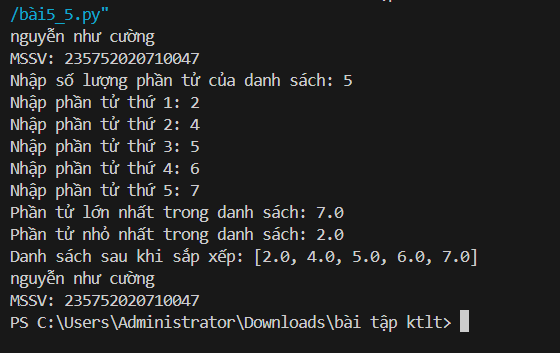 /bài5_5.py"
nguyễn như cường
MSSV: 235752020710047
Nhập số lượng phần tử của danh sách: 5
Nhập phần tử thứ 1: 2
Nhập phần tử thứ 2: 4
Nhập phần tử thứ 3: 5
Nhập phần tử thứ 4: 6
Nhập phần tử thứ 5: 7
Phần tử lớn nhất trong danh sách: 7.0
Phần tử nhỏ nhất trong danh sách: 2.0
Danh sách sau khi sắp xếp: [2.0, 4.0, 5.0, 6.0, 7.0]
nguyễn như cường
MSSV: 235752020710047
PS C:\Users\Administrator\Downloads\bài tập ktlt>